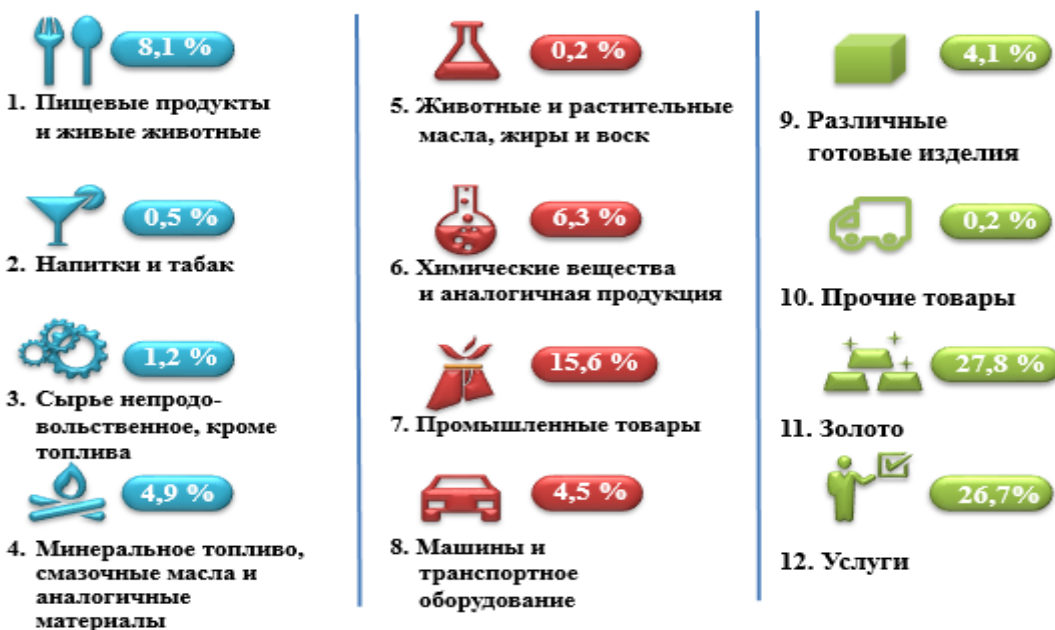 8,1 %
1. Пищевые продукты
и живые животные
0,5 %
2. Напитки и табак
1,2 %
3. Сырье непродо-
вольственное, кроме
топлива
4,9 %
4. Минеральное топливо,
смазочные масла и
аналогичные
материалы
0,2 %
5. Животные и растительные
масла, жиры и воск
6,3 %
6. Химические вещества
и аналогичная продукция
15,6 %
7. Промышленные товары
4,5 %
8. Машины и
транспортное
оборудование
4,1 %
9. Различные
готовые изделия
0,2 %
10. Прочие товары
27,8 %
11. Золото
26,7%
12. Услуги